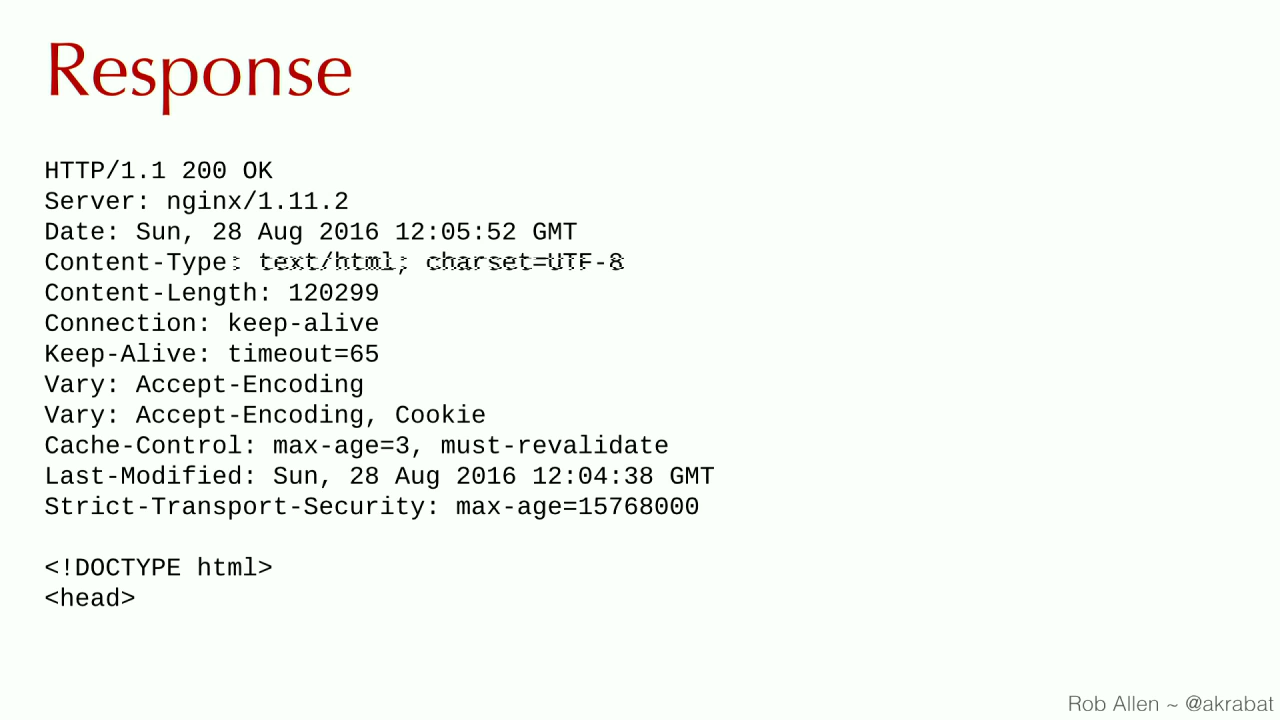 Response
HTTP/1.1 200 OK
Server: nginx/1.11.2
Date: Sun, 28 Aug 2016 12:05:52 GMT
Content-Type: text/html; charset=UTF-8
Content-Length: 120299
Connection: keep-alive
Keep-Alive: timeout=65
Vary: Accept-Encoding
Vary: Accept-Encoding, Cookie
Cache-Control: max-age=3, must-revalidate
Last-Modified: Sun, 28 Aug 2016 12:04:38 GMT
Strict-Transport-Security: max-age=15768000
<!DOCTYPE html>
<head>
Rob Allen ~ @akrabat